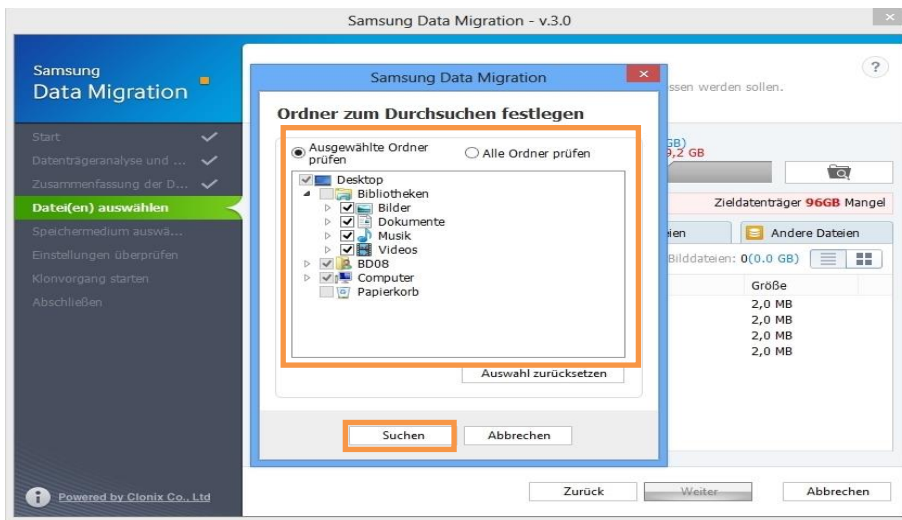 Samsung Data Migration - v.3.0
Samsung
Data Migration
Start
Datenträgeranalyse und ...
Zusammenfassung der D...
Datei(en) auswählen
Speichermedium auswä...
Einstellungen überprüfen
Klonvorgang starten
Abschließen
Powered by Clonix Co., Ltd
?
ssen werden sollen.
GB)
9,2 GB
Zieldatenträger 96GB Mangel
ien
Andere Dateien
Bilddateien: 0(0.0 GB)
Größe
2,0 MB
2,0 MB
2,0 MB
2,0 MB
Samsung Data Migration
Ordner zum Durchsuchen festlegen
Ausgewählte Ordner
prüfen
Alle Ordner prüfen
Desktop
Bibliotheken
Bilder
Dokumente
Musik
Videos
BD08
Computer
Papierkorb
Auswahl zurücksetzen
Suchen
Abbrechen
Zurück
Weiter
Abbrechen